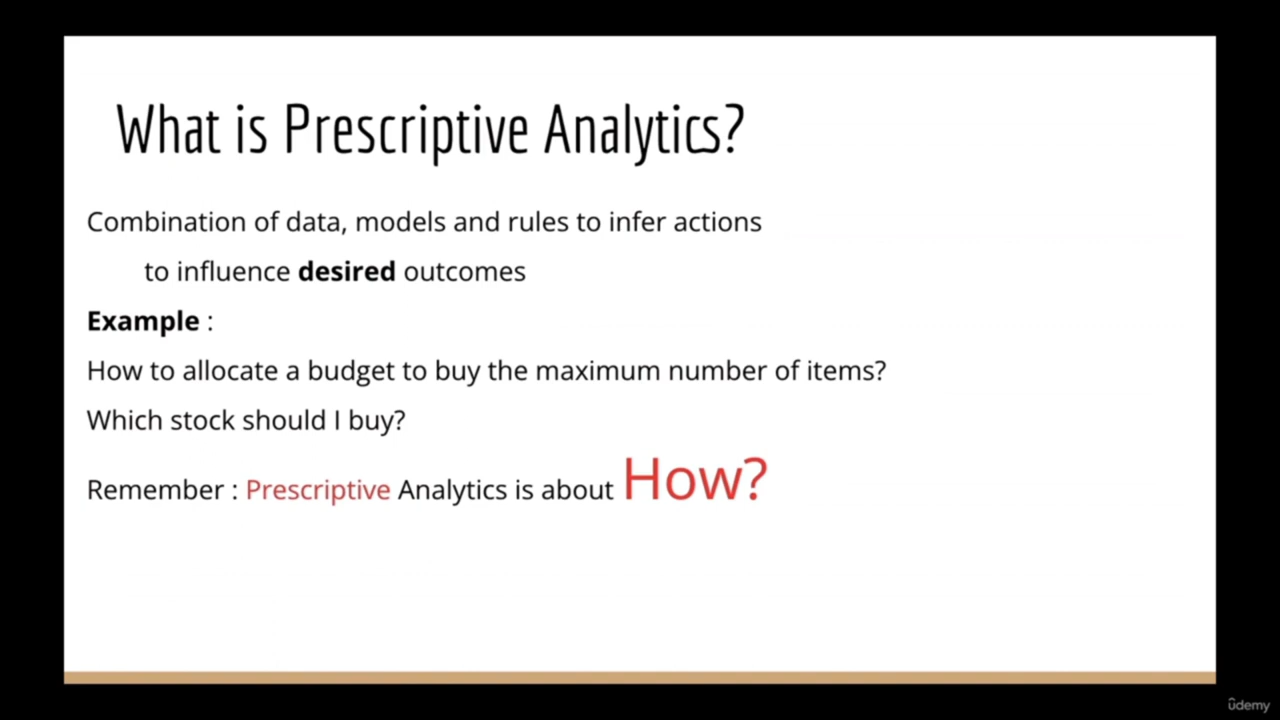 What is Prescriptive Analytics?
Combination of data, models and rules to infer actions
to influence desired outcomes
Example :
How to allocate a budget to buy the maximum number of items?
Which stock should I buy?
Remember : Prescriptive Analytics is about How?
udemy